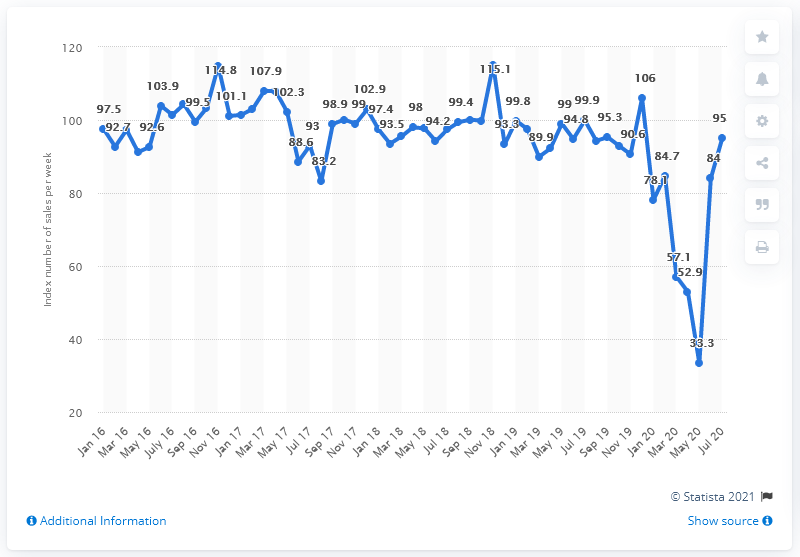 120
100
80
60
40
20
Index number of sales per week
97.5
92.7
92.6
103.9
99.5
114.8
101.1
107.9
102.3
88.6
93
83.2
98.9
99
102.9
97.4
93.5
98
94.2
99.4
115.1
93.3
99.8
89.9
99
94.8
99.9
95.3
90.6
106
78.1
84.7
57.1
52.9
33.3
84
95
Jan 16
Mar 16
May 16
July 16
Sep 16
Nov 16
Jan 17
Mar 17
May 17
Jul 17
Sep 17
Nov 17
Jan 18
Mar 18
May 18
Jul 18
Sep 18
Nov 18
Jan 19
Mar 19
May 19
Jul 19
Sep 19
Nov 19
Jan 20
Mar 20
May 20
Jul 20
© Statista 2021
Additional Information
Show source